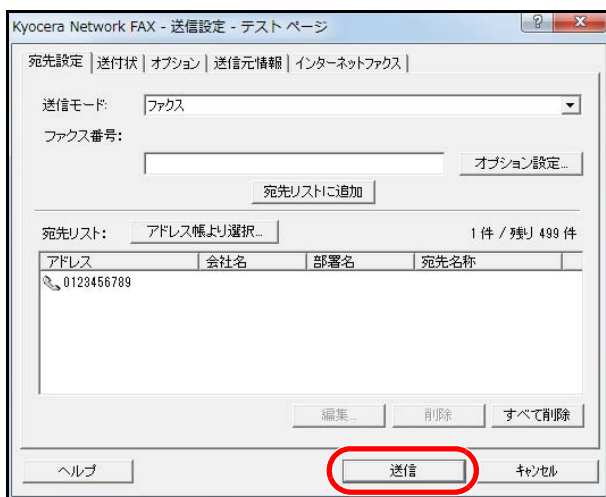 Kyocera Network FAX - 送信設定 - テスト ページ
宛先設定 送付状 オプション 送信元情報 インターネットファクス
送信モード: ファクス
ファクス番号:
オプション設定...
宛先リストに追加
宛先リスト: アドレス帳より選択... 1 件 / 残り 499 件
アドレス 会社名 部署名 宛先名称
0123456789
編集... 削除 すべて削除
ヘルプ 送信 キャンセル